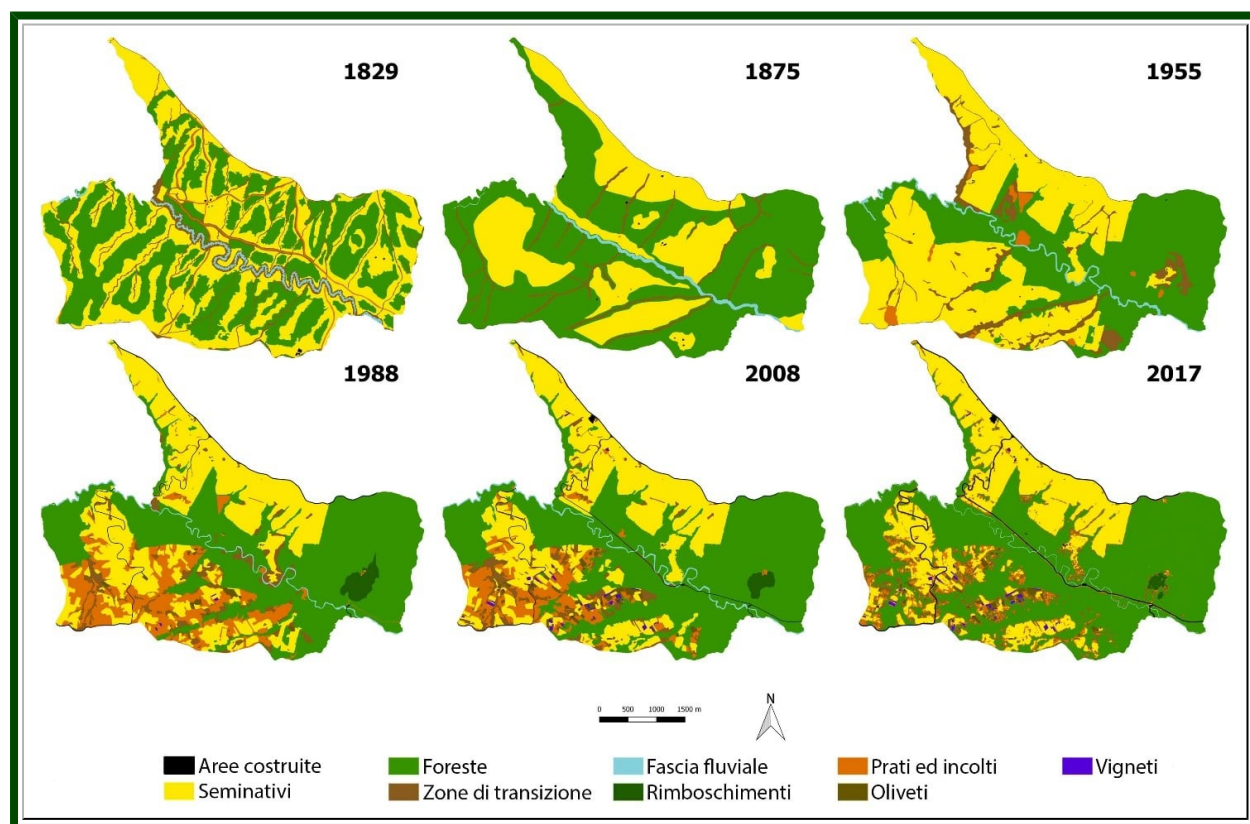 1829
1875
1955
1988
2008
2017
N
0 500 1000 1500 m
Aree costruite
Foreste
Fascia fluviale
Prati ed incolti
Vigneti
Seminativi
Zone di transizione
Rimboschimenti
Oliveti